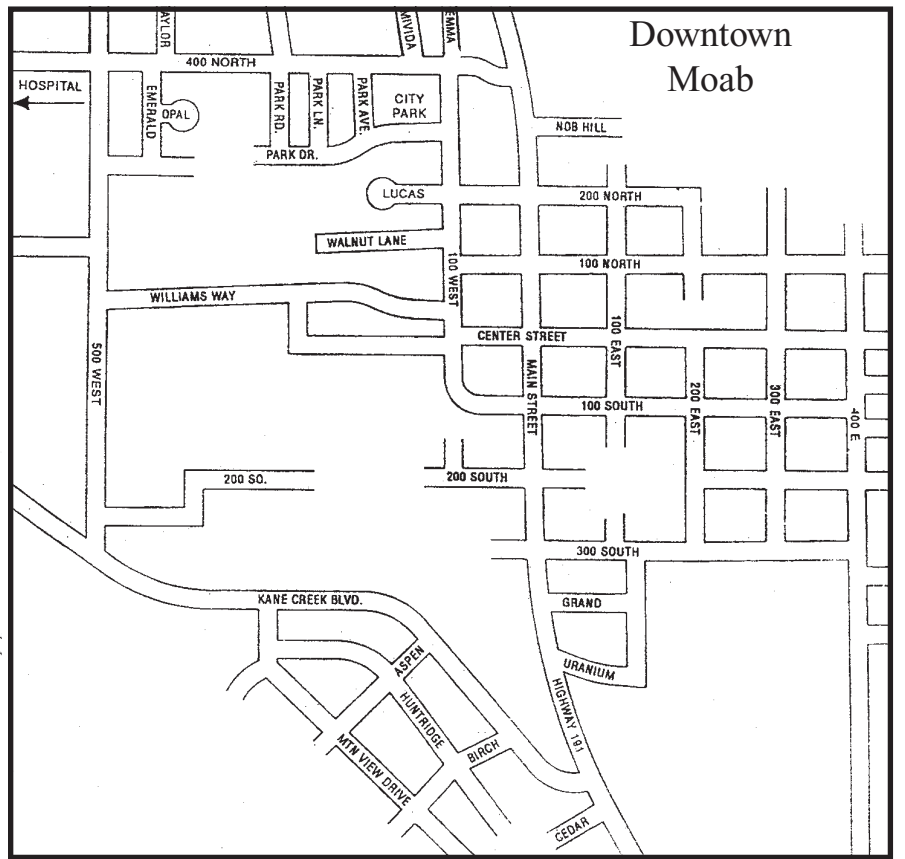 Downtown
Moab
AYLOR
MIVIDA
EMMA
400 NORTH
HOSPITAL
EMERALD
OPAL
PARK RD.
PARK LN.
PARK AVE.
CITY
PARK
NOB HILL
PARK DR.
LUCAS
200 NORTH
WALNUT LANE
100 WEST
100 NORTH
WILLIAMS WAY
CENTER STREET
100 EAST
500 WEST
MAIN STREET
200 EAST
300 EAST
100 SOUTH
400 E
200 SO.
200 SOUTH
300 SOUTH
KANE CREEK BLVD.
GRAND
ASPEN
URANIUM
HUNTRIDGE
HIGHWAY 191
BIRCH
MTN VIEW DRIVE
CEDAR